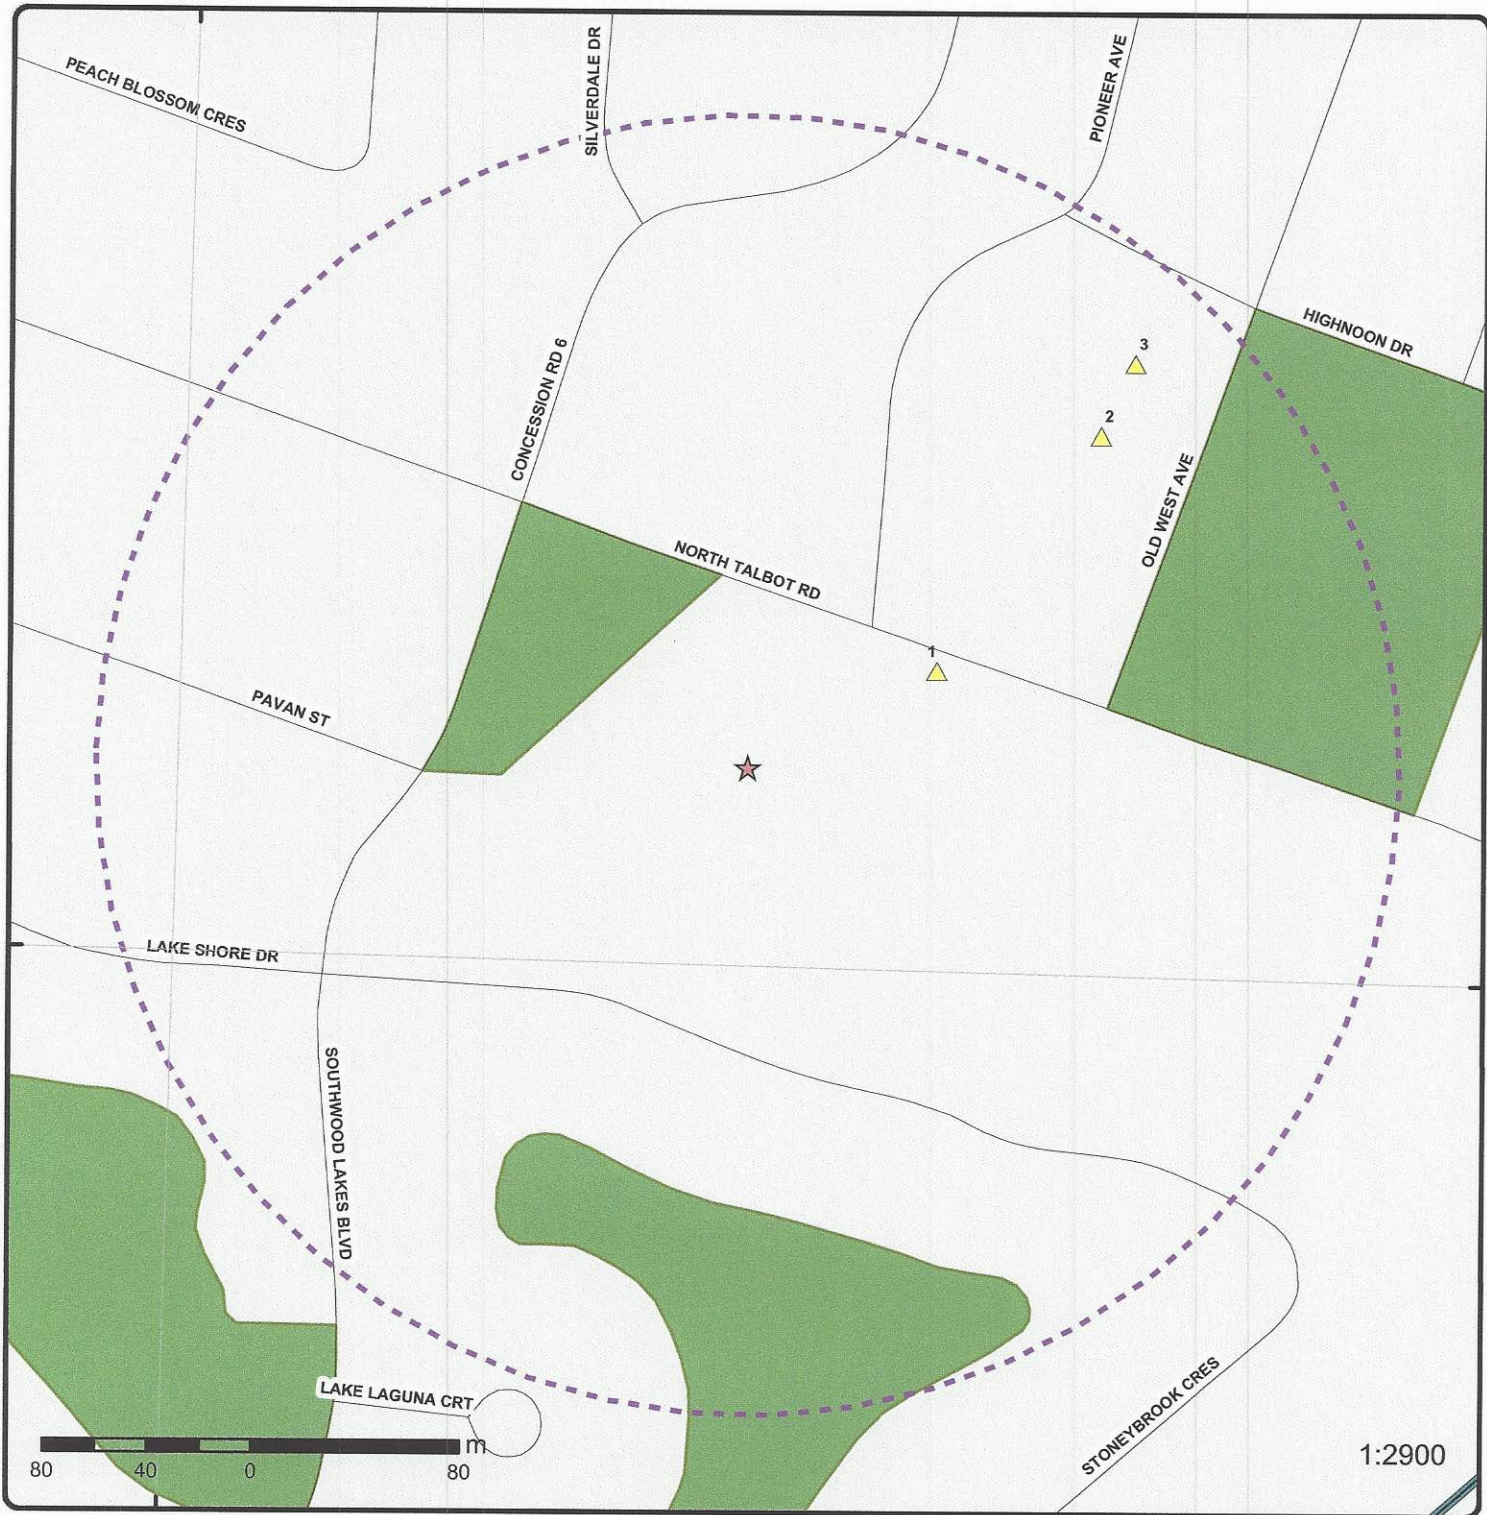 PEACH BLOSSOM CRES
SILVERDALE DR
PIONEER AVE
HIGHNOON DR
CONCESSION RD 6
3
2
OLD WEST AVE
NORTH TALBOT RD
1
PAVAN ST
LAKE SHORE DR
SOUTHWOOD LAKES BLVD
LAKE LAGUNA CRT
STONEYBROOK CRES
m
80 40 0 80
1:2900